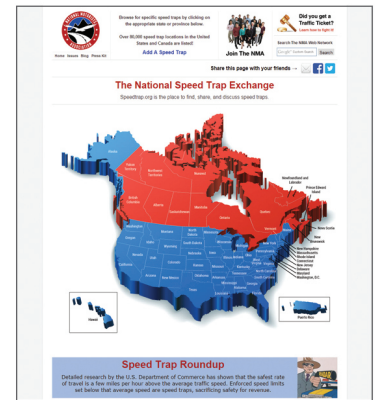 NATIONAL MOTORISTS
ASSOCIATION
Browse for specific speed traps by clicking on
the appropriate state or province below.
Over 90,000 speed trap locations in the United
States and Canada are listed!
Add A Speed Trap
Join The NMA
Did you get a
Traffic Ticket?
Learn how to fight it!
Search The NMA Web Network
Search
Home Issues Blog Press Kit
Share this page with your friends
The National Speed Trap Exchange
Speedtrap.org is the place to find, share, and discuss speed traps.
Alaska
Yukon
Territory
Northwest
Territories
Nunavut
British
Columbia
Alberta
Saskatchewan
Manitoba
Ontario
Quebec
Newfoundland and
Labrador
Prince Edward
Island
Nova Scotia
New
Brunswick
New Hampshire
Massachusetts
Rhode Island
Connecticut
New Jersey
Delaware
Maryland
Washington, D.C.
Washington
Montana
North
Dakota
Minnesota
Oregon
Idaho
Wyoming
South Dakota
Wisconsin
Michigan
New York
Nevada
Utah
Colorado
Nebraska
Iowa
Pennsylvania
California
Kansas
Missouri
Kentucky
Virginia
North Carolina
Arizona
New Mexico
Oklahoma
Arkansas
Tennessee
South Carolina
Texas
Mississippi
Alabama
Georgia
Louisiana
Florida
Hawaii
Puerto Rico
Speed Trap Roundup
Detailed research by the U.S. Department of Commerce has shown that the safest rate
of travel is a few miles per hour above the average traffic speed. Enforced speed limits
set below that average speed are speed traps, sacrificing safety for revenue.